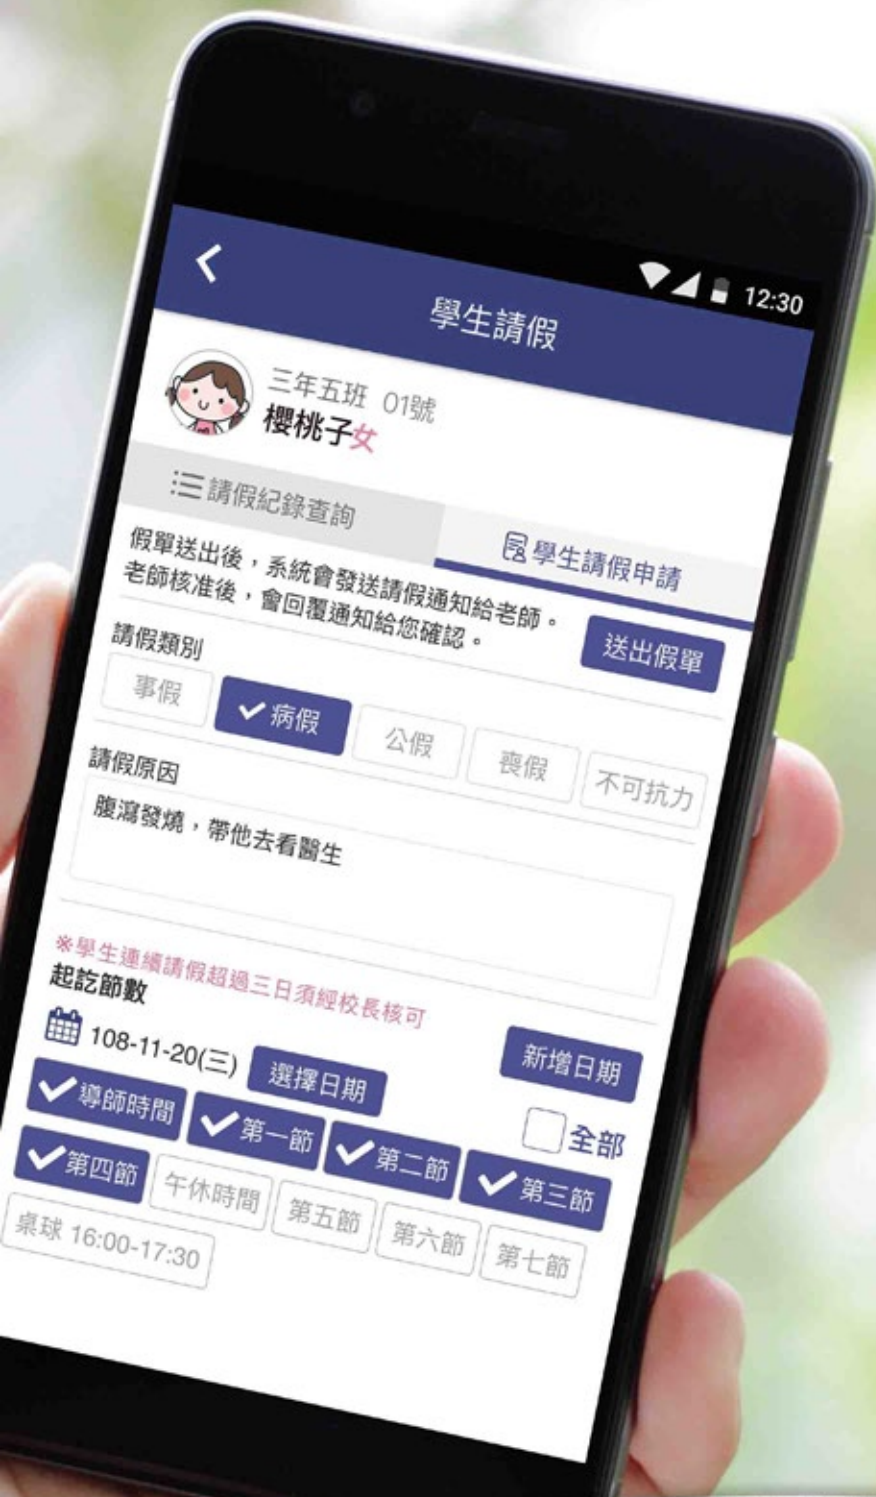 12:30
學生請假
三年五班 01號
櫻桃子女
請假紀錄查詢
學生請假申請
假單送出後，系統會發送請假通知給老師。
老師核准後，會回覆通知給您確認。
送出假單
請假類別
事假 病假 公假 喪假 不可抗力
請假原因
腹瀉發燒，帶他去看醫生
※學生連續請假超過三日須經校長核可
起訖節數
新增日期
108-11-20(三) 選擇日期
全部
導師時間 第一節 第二節 第三節
第四節 午休時間 第五節 第六節 第七節
桌球 16:00-17:30